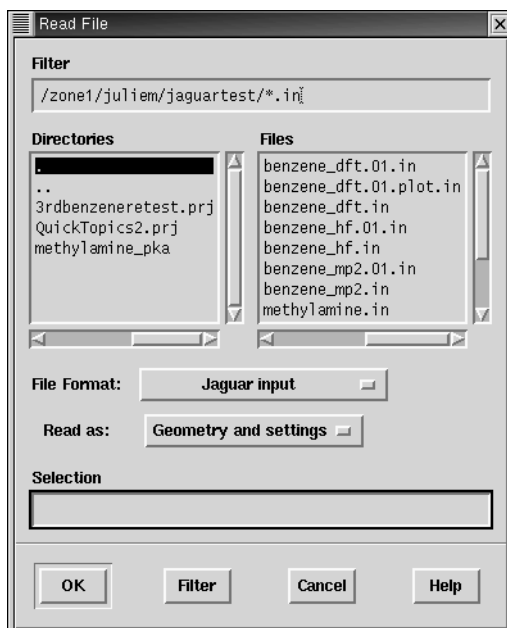 Read File
Filter
/zone1/juliem/jaguartest/*.in
Directories
.
..
3rdbenzeneretest.prj
QuickTopics2.prj
methylamine_pka
Files
benzene_dft.01.in
benzene_dft.01.plot.in
benzene_dft.in
benzene_hf.01.in
benzene_hf.in
benzene_mp2.01.in
benzene_mp2.in
methylamine.in
File Format: Jaguar input
Read as: Geometry and settings
Selection
OK Filter Cancel Help